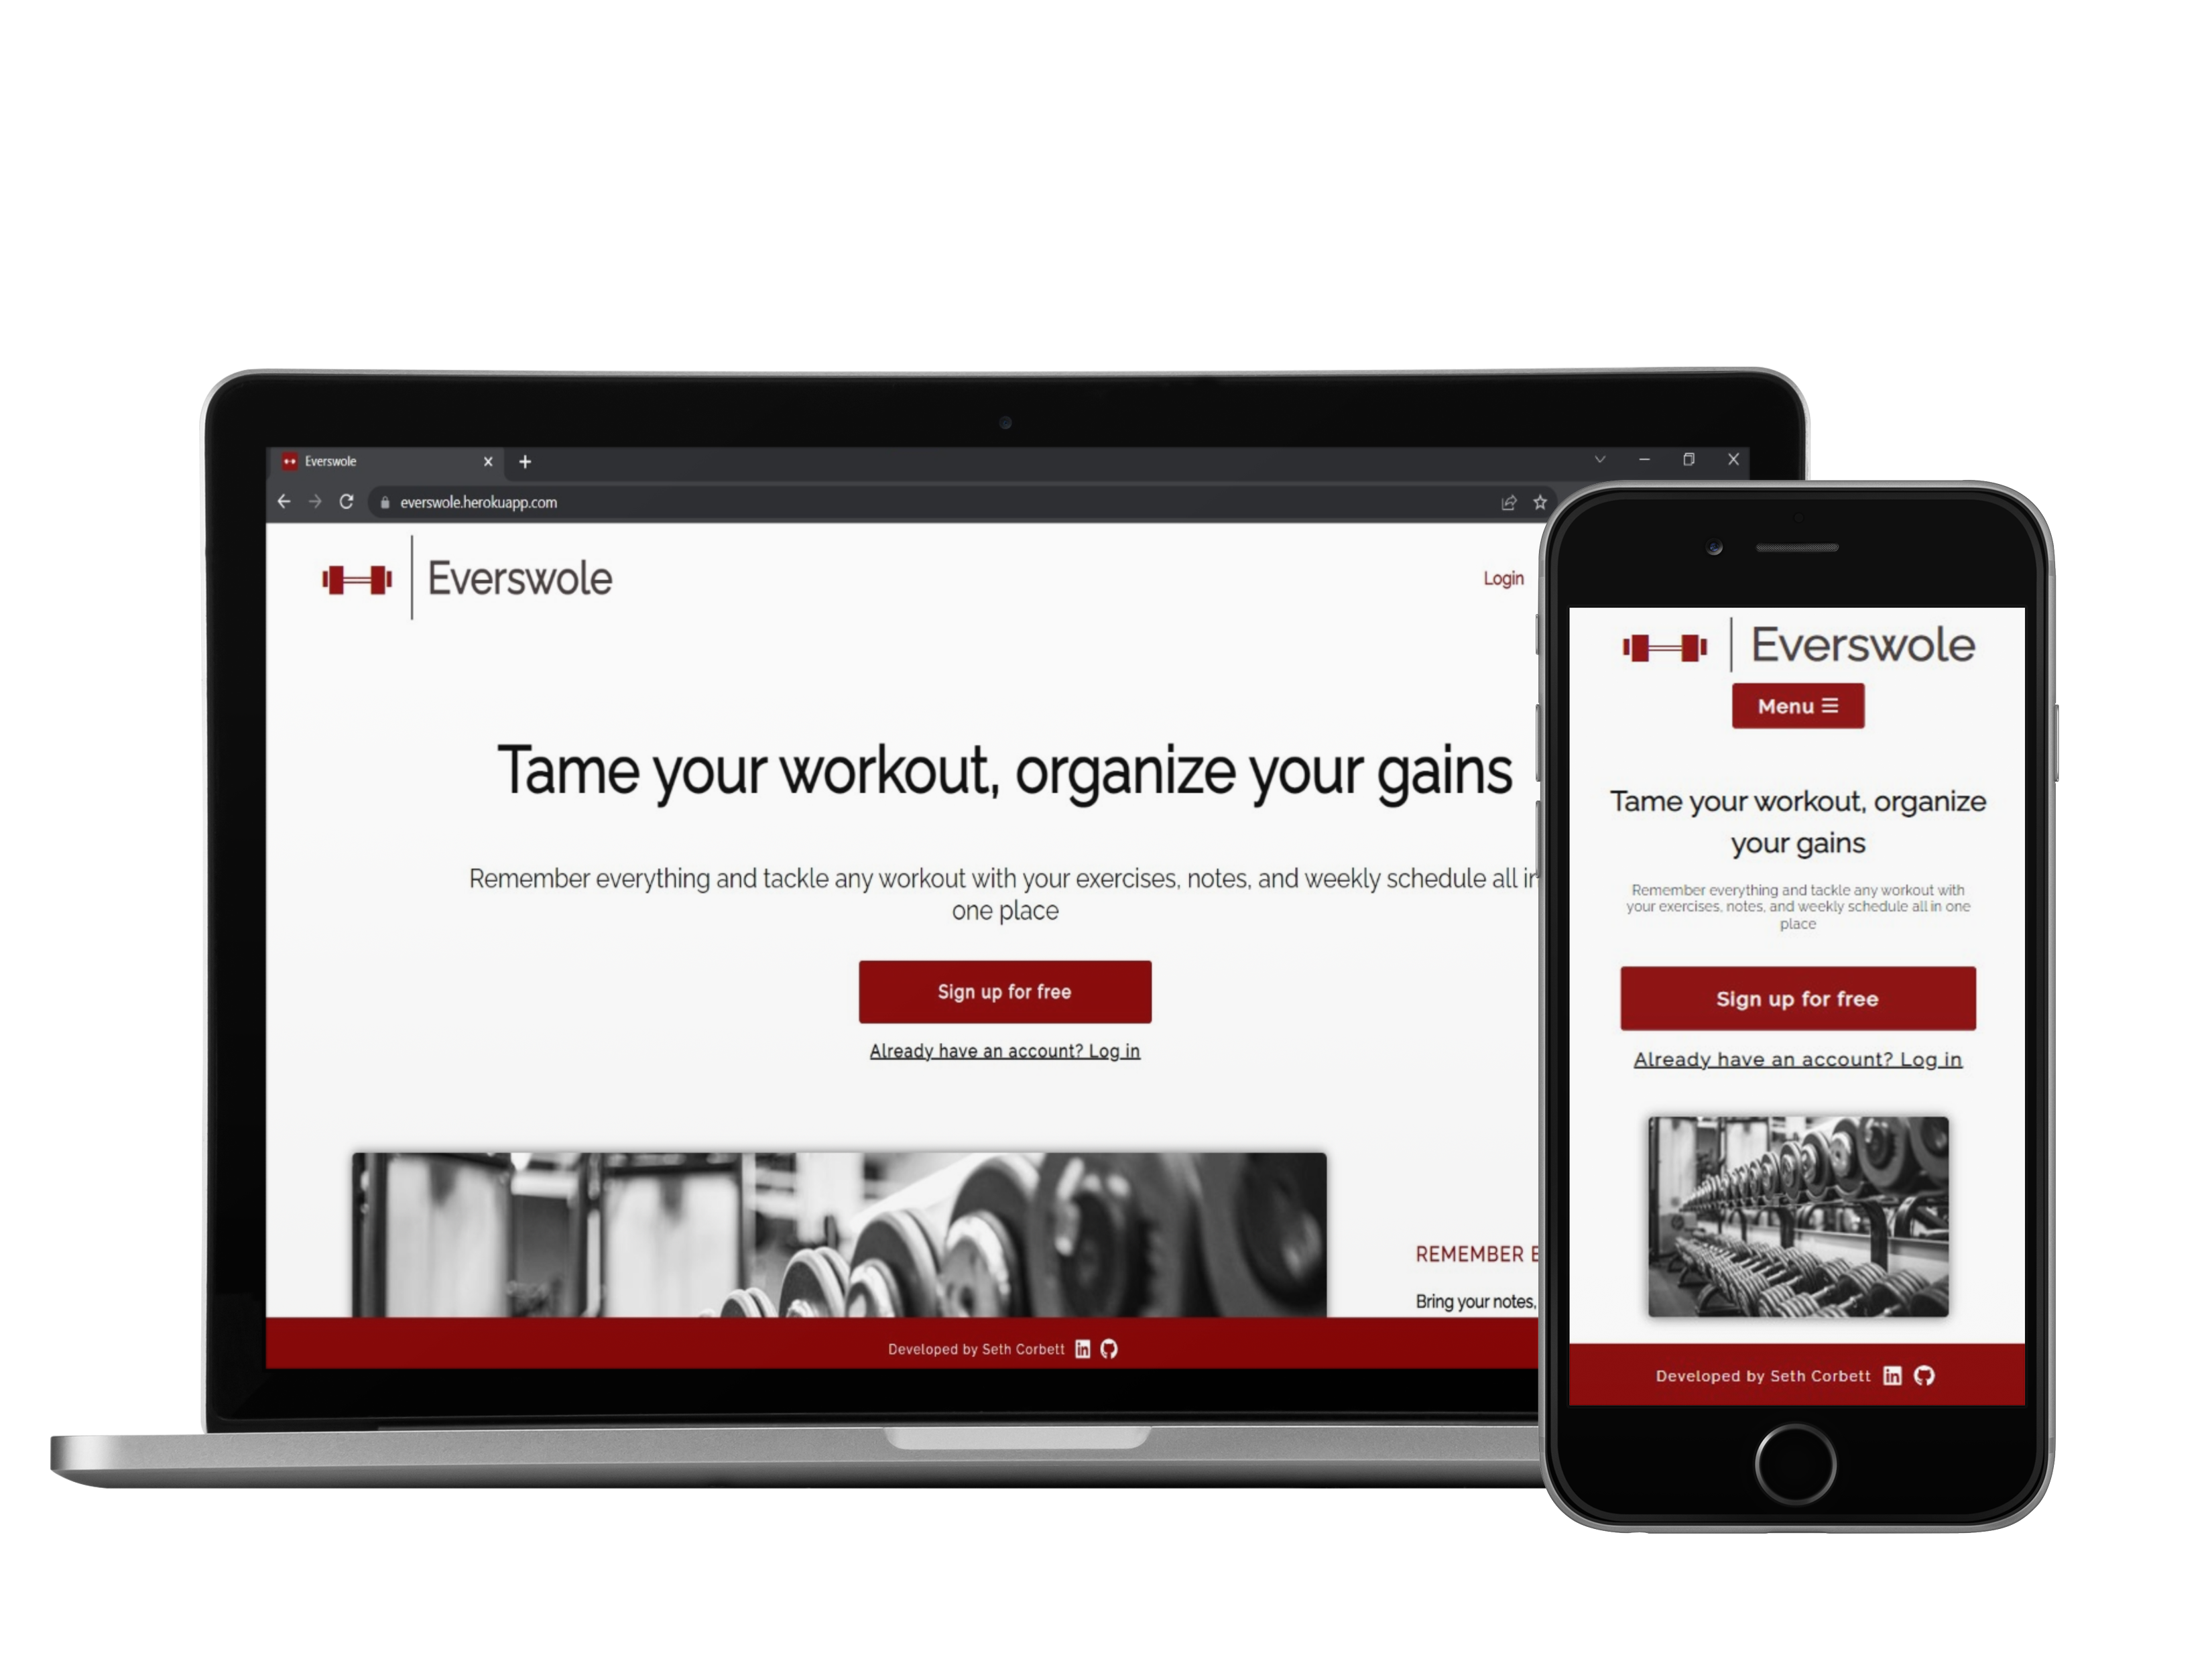 Everswole
everswole.herokuapp.com
Everswole
Login
Tame your workout, organize your gains
Remember everything and tackle any workout with your exercises, notes, and weekly schedule all in
one place
Sign up for free
Already have an account? Log in
REMEMBER
Bring your notes,
Developed by Seth Corbett in
Everswole
Menu ☰
Tame your workout, organize
your gains
Remember everything and tackle any workout with
your exercises, notes, and weekly schedule all in one
place
Sign up for free
Already have an account? Log in
Developed by Seth Corbett in